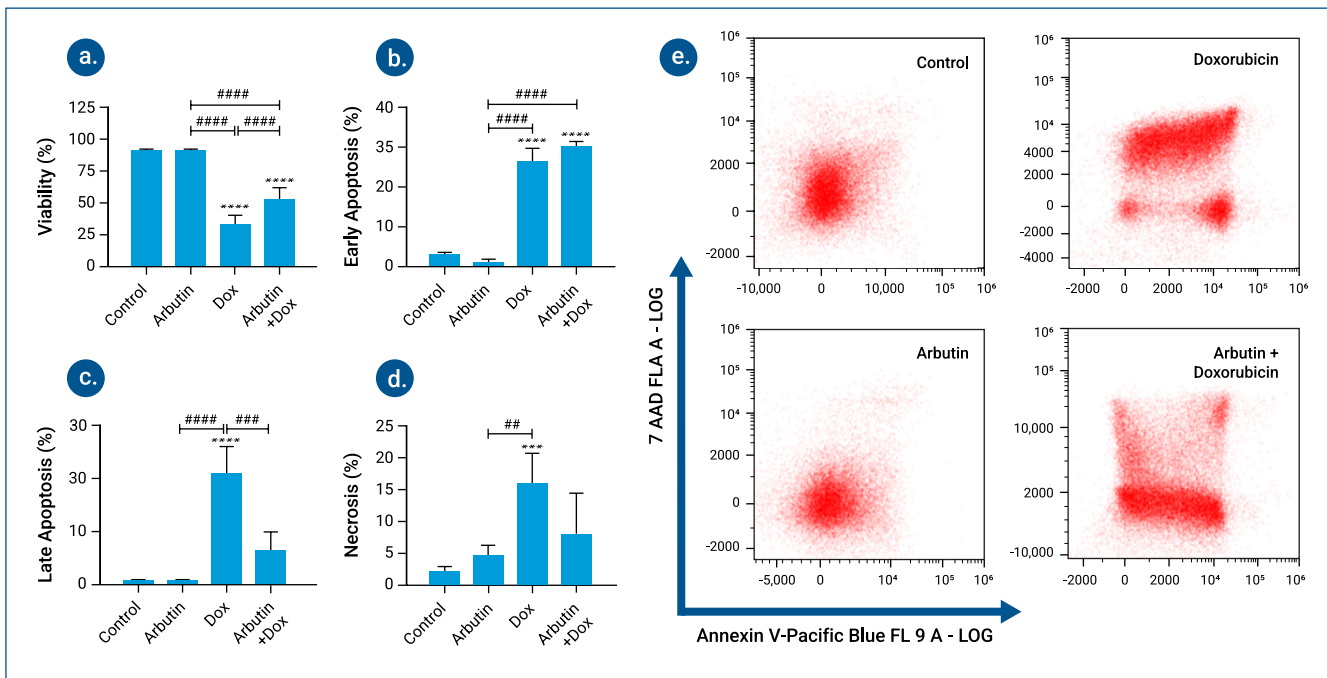 a.
####
#### ####
125
100
75
50
25
0
Viability (%)
****
****
Control
Arbutin
Dox
Arbutin
+Dox
b.
####
####
40
35
30
20
10
0
Early Apoptosis (%)
****
****
Control
Arbutin
Dox
Arbutin
+Dox
c.
#### ###
30
30
10
0
Late Apoptosis (%)
****
Control
Arbutin
Dox
Arbutin
+Dox
d.
##
25
20
15
10
5
0
Necrosis (%)
***
Control
Arbutin
Dox
Arbutin
+Dox
e.
Control
10⁶
10⁵
2000
0
-2000
-10,000 0 10,000 10⁵ 10⁶
Doxorubicin
10⁶
10⁵
10⁴
4000
2000
0
-2000
-4000
-2000 0 2000 10⁴ 10⁵ 10⁶
Arbutin
10⁶
10⁵
10⁴
2000
0
-2000
-5,000 0 10⁴ 10⁵ 10⁶
Arbutin +
Doxorubicin
10⁶
10⁵
10,000
2000
-10,000
-2000 0 2000 10⁴ 10⁵ 10⁶
7 AAD FLA A - LOG
Annexin V-Pacific Blue FL 9 A - LOG